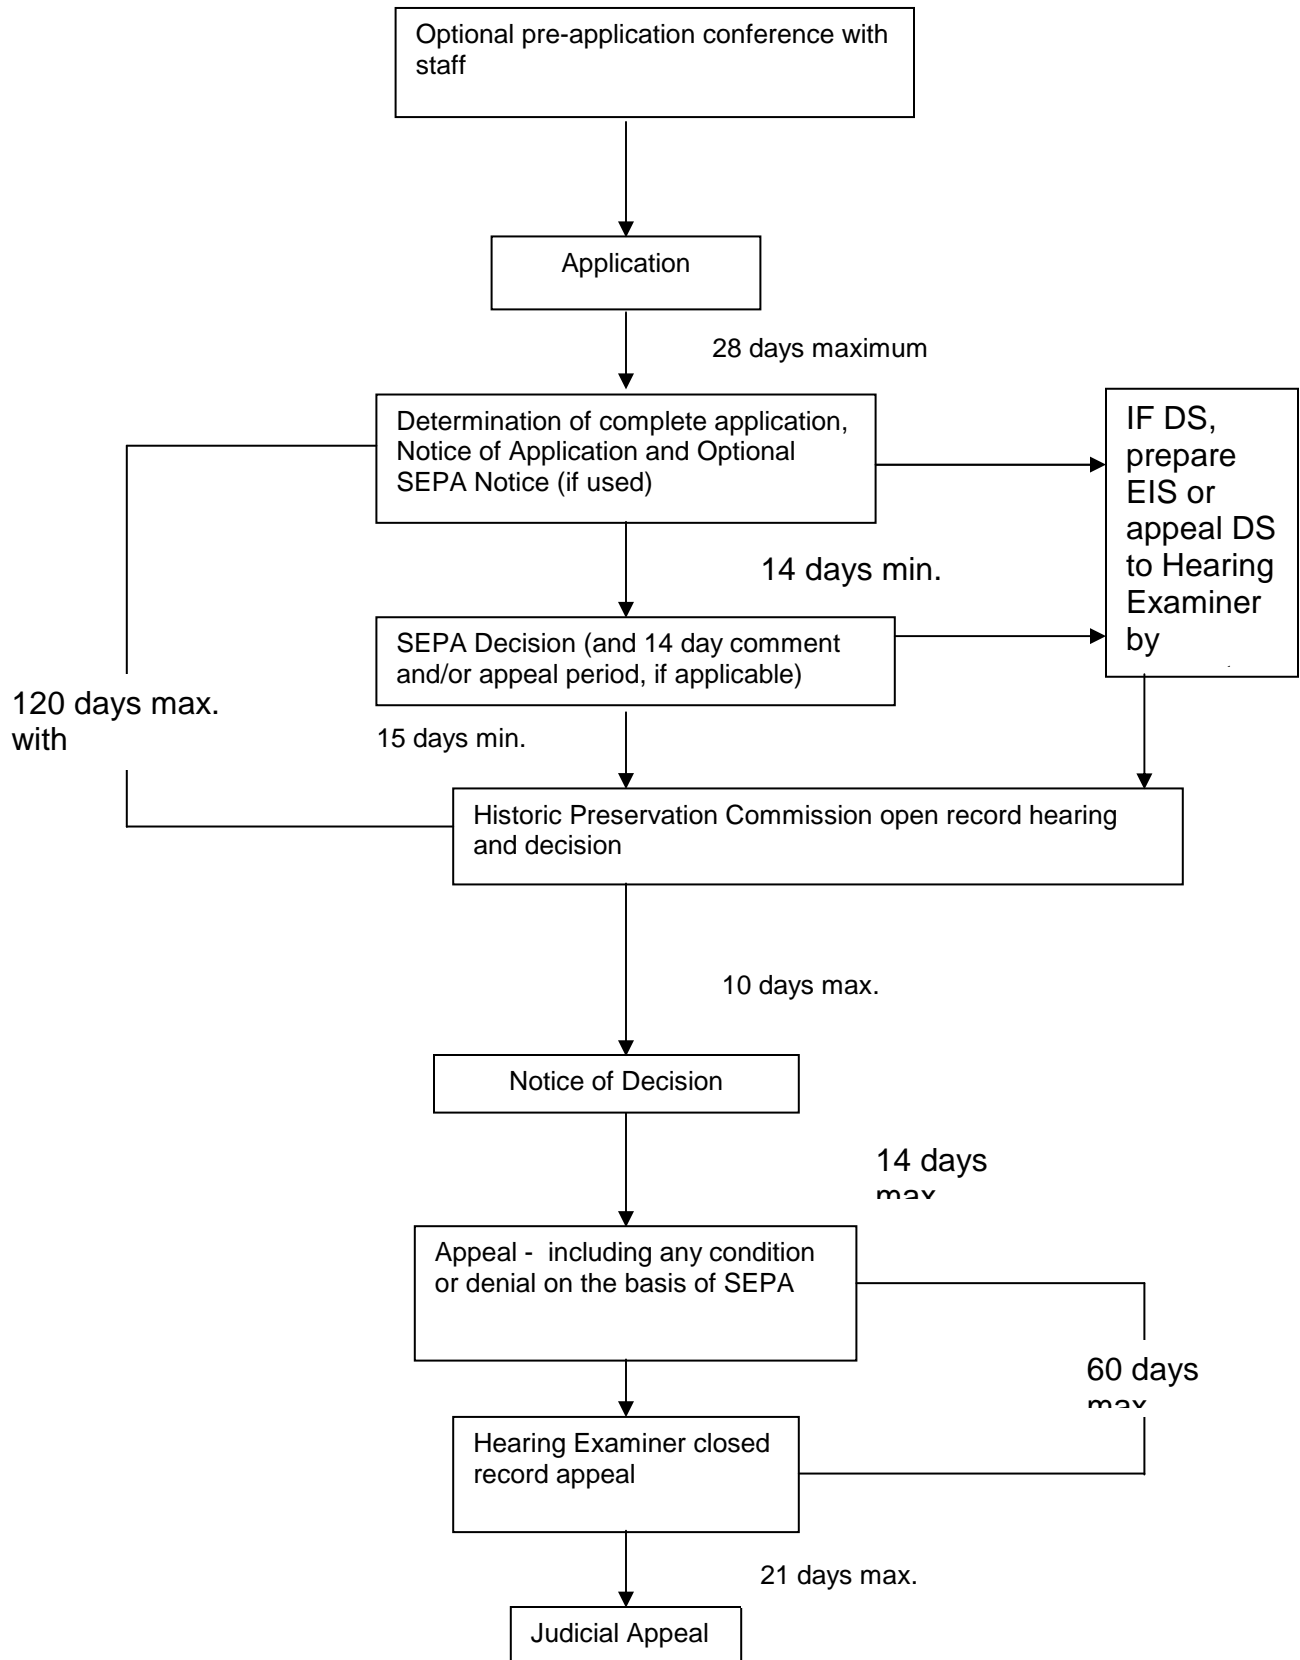 Optional pre-application conference with
staff
Application
28 days maximum
Determination of complete application,
Notice of Application and Optional
SEPA Notice (if used)
IF DS,
prepare
EIS or
appeal DS
to Hearing
Examiner
by
14 days min.
SEPA Decision (and 14 day comment
and/or appeal period, if applicable)
120 days max.
with
15 days min.
Historic Preservation Commission open record hearing
and decision
10 days max.
Notice of Decision
14 days
max
Appeal - including any condition
or denial on the basis of SEPA
60 days
max
Hearing Examiner closed
record appeal
21 days max.
Judicial Appeal